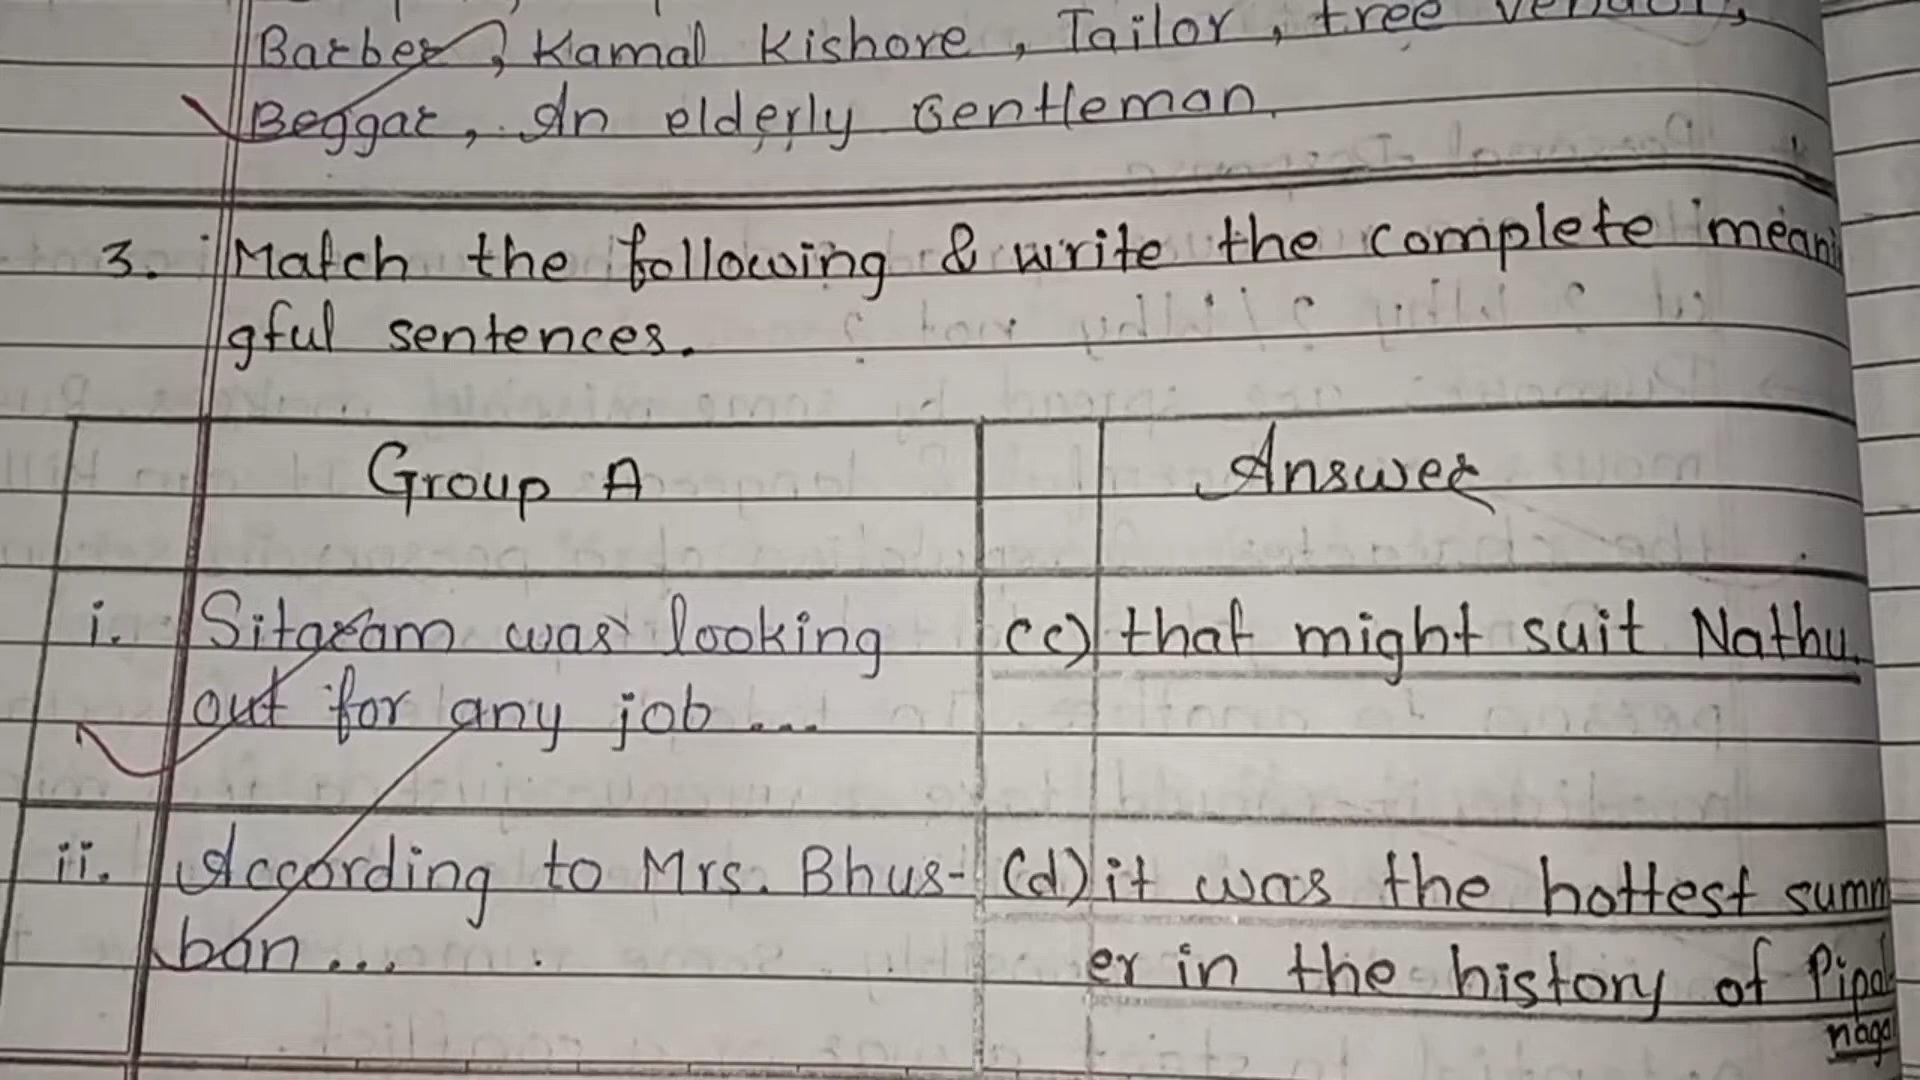 Barber, Kamal Kishore, Tailor, tree vendor,
Beggar, An elderly Gentleman.
3. Match the following & write the complete meani
gful sentences.
Group A Answer
i. Sitaram was looking (c) that might suit Nathu.
out for any job ...
ii. According to Mrs. Bhus- (d) it was the hottest summ
ban ... er in the history of Pipal
naga